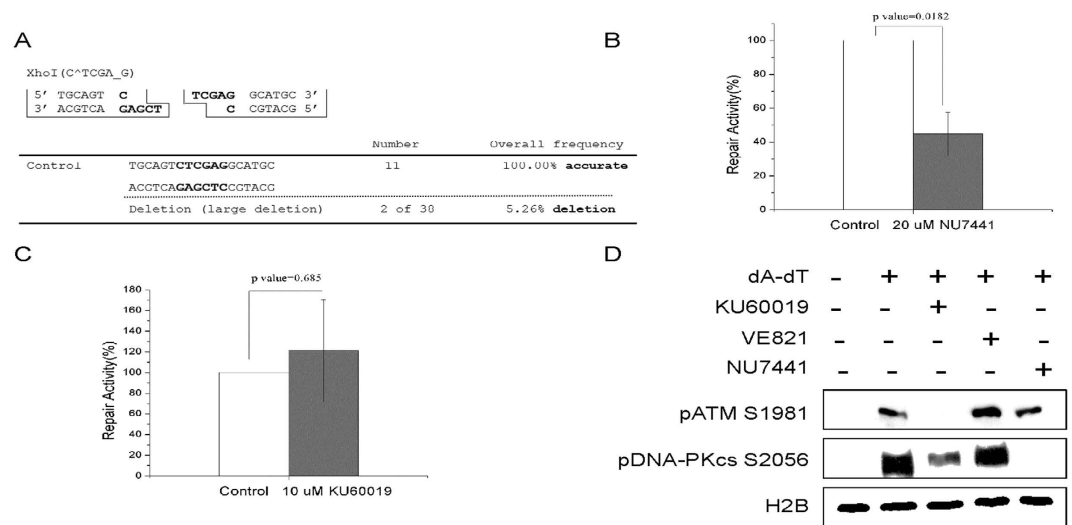 A
XhoI(C^TCGA_G)
5' TGCAGT C TCGAG GCATGC 3'
3' ACGTCA GAGCT C CGTACG 5'
Number Overall frequency
Control TGCAGTCTCGAGGCATGC 11 100.00% accurate
ACGTCAGAGCTCCGTACG
Deletion (large deletion) 2 of 38 5.26% deletion
B
p value=0.0182
Repair Activity(%)
100
80
60
40
20
0
Control 20 uM NU7441
C
p value=0.685
Repair Activity(%)
180
160
140
120
100
80
60
40
20
0
Control 10 uM KU60019
D
dA-dT - + + + +
KU60019 - - + - -
VE821 - - - + -
NU7441 - - - - +
pATM S1981
pDNA-PKcs S2056
H2B